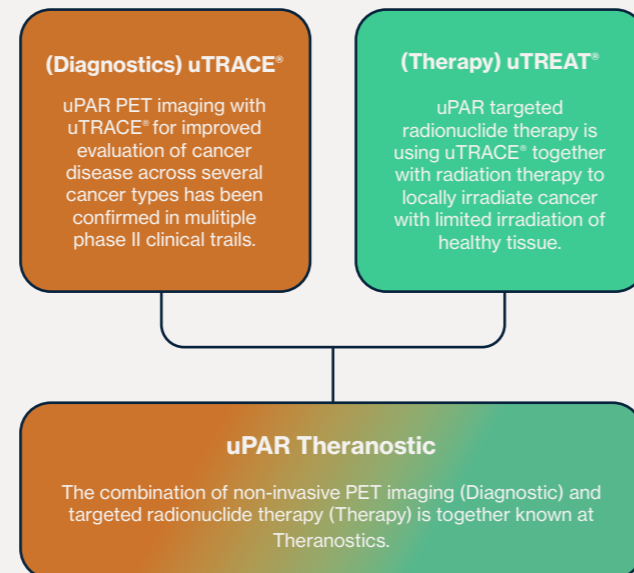 (Diagnostics) uTRACE®
uPAR PET imaging with
uTRACE® for improved
evaluation of cancer
disease across several
cancer types has been
confirmed in mulitiple
phase II clinical trails.
(Therapy) uTREAT®
uPAR targeted
radionuclide therapy is
using uTRACE® together
with radiation therapy to
locally irradiate cancer
with limited irradiation of
healthy tissue.
uPAR Theranostic
The combination of non-invasive PET imaging (Diagnostic) and
targeted radionuclide therapy (Therapy) is together known at
Theranostics.